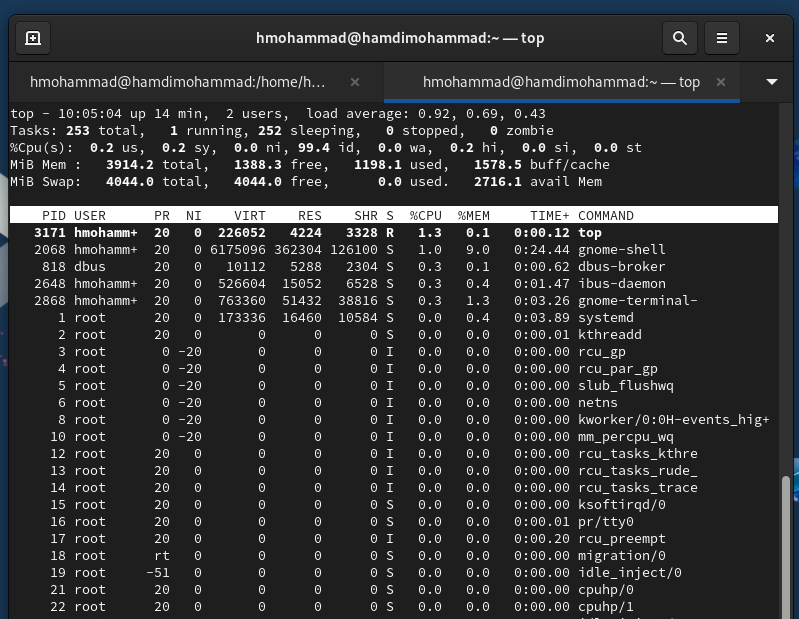 hmohammad@hamdimohammad:~ — top
hmohammad@hamdimohammad:/home/h...
hmohammad@hamdimohammad:~ — top
top - 10:05:04 up 14 min,  2 users,  load average: 0.92, 0.69, 0.43
Tasks: 253 total,   1 running, 252 sleeping,   0 stopped,   0 zombie
%Cpu(s):  0.2 us,  0.2 sy,  0.0 ni, 99.4 id,  0.0 wa,  0.2 hi,  0.0 si,  0.0 st
MiB Mem :   3914.2 total,   1388.3 free,   1198.1 used,   1578.5 buff/cache
MiB Swap:   4044.0 total,   4044.0 free,      0.0 used.   2716.1 avail Mem
PID USER      PR  NI    VIRT    RES    SHR S  %CPU  %MEM     TIME+ COMMAND
3171 hmohamm+  20   0  226052   4224   3328 R   1.3   0.1   0:00.12 top
2068 hmohamm+  20   0 6175096 362304 126100 S   1.0   9.0   0:24.44 gnome-shell
818 dbus      20   0   10112   5288   2304 S   0.3   0.1   0:00.62 dbus-broker
2648 hmohamm+  20   0  526604  15052   6528 S   0.3   0.4   0:01.47 ibus-daemon
2868 hmohamm+  20   0  763360  51432  38816 S   0.3   1.3   0:03.26 gnome-terminal-
1 root      20   0  173336  16460  10584 S   0.0   0.4   0:03.89 systemd
2 root      20   0       0      0      0 S   0.0   0.0   0:00.01 kthreadd
3 root       0 -20       0      0      0 I   0.0   0.0   0:00.00 rcu_gp
4 root       0 -20       0      0      0 I   0.0   0.0   0:00.00 rcu_par_gp
5 root       0 -20       0      0      0 I   0.0   0.0   0:00.00 slub_flushwq
6 root       0 -20       0      0      0 I   0.0   0.0   0:00.00 netns
8 root       0 -20       0      0      0 I   0.0   0.0   0:00.00 kworker/0:0H-events_hig+
10 root       0 -20       0      0      0 I   0.0   0.0   0:00.00 mm_percpu_wq
12 root      20   0       0      0      0 I   0.0   0.0   0:00.00 rcu_tasks_kthre
13 root      20   0       0      0      0 I   0.0   0.0   0:00.00 rcu_tasks_rude_
14 root      20   0       0      0      0 I   0.0   0.0   0:00.00 rcu_tasks_trace
15 root      20   0       0      0      0 S   0.0   0.0   0:00.00 ksoftirqd/0
16 root      20   0       0      0      0 S   0.0   0.0   0:00.01 pr/tty0
17 root      20   0       0      0      0 I   0.0   0.0   0:00.20 rcu_preempt
18 root      rt   0       0      0      0 S   0.0   0.0   0:00.00 migration/0
19 root     -51   0       0      0      0 S   0.0   0.0   0:00.00 idle_inject/0
21 root      20   0       0      0      0 S   0.0   0.0   0:00.00 cpuhp/0
22 root      20   0       0      0      0 S   0.0   0.0   0:00.00 cpuhp/1